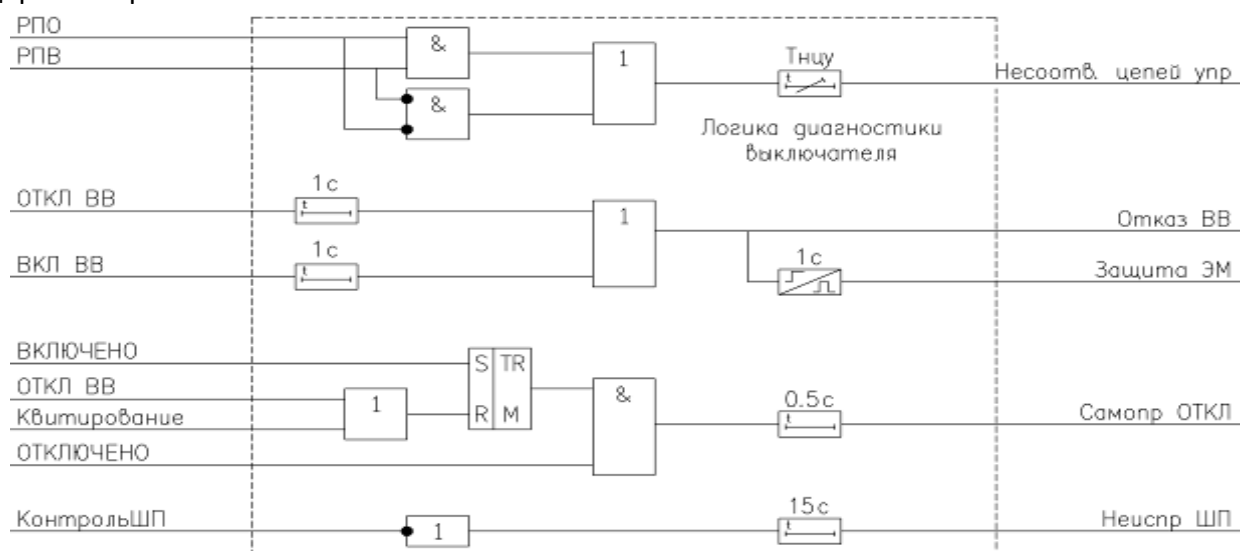 РПО
РПВ
&
&
1
Тнцу
t
Несоотв. цепей упр
Логика диагностики
выключателя
ОТКЛ ВВ
1с
t
ВКЛ ВВ
1с
t
1
Отказ ВВ
1с
Защита ЭМ
ВКЛЮЧЕНО
ОТКЛ ВВ
Квитирование
ОТКЛЮЧЕНО
1
S TR
R M
&
0.5с
t
Самопр ОТКЛ
КонтрольШП
1
15с
t
Неиспр ШП